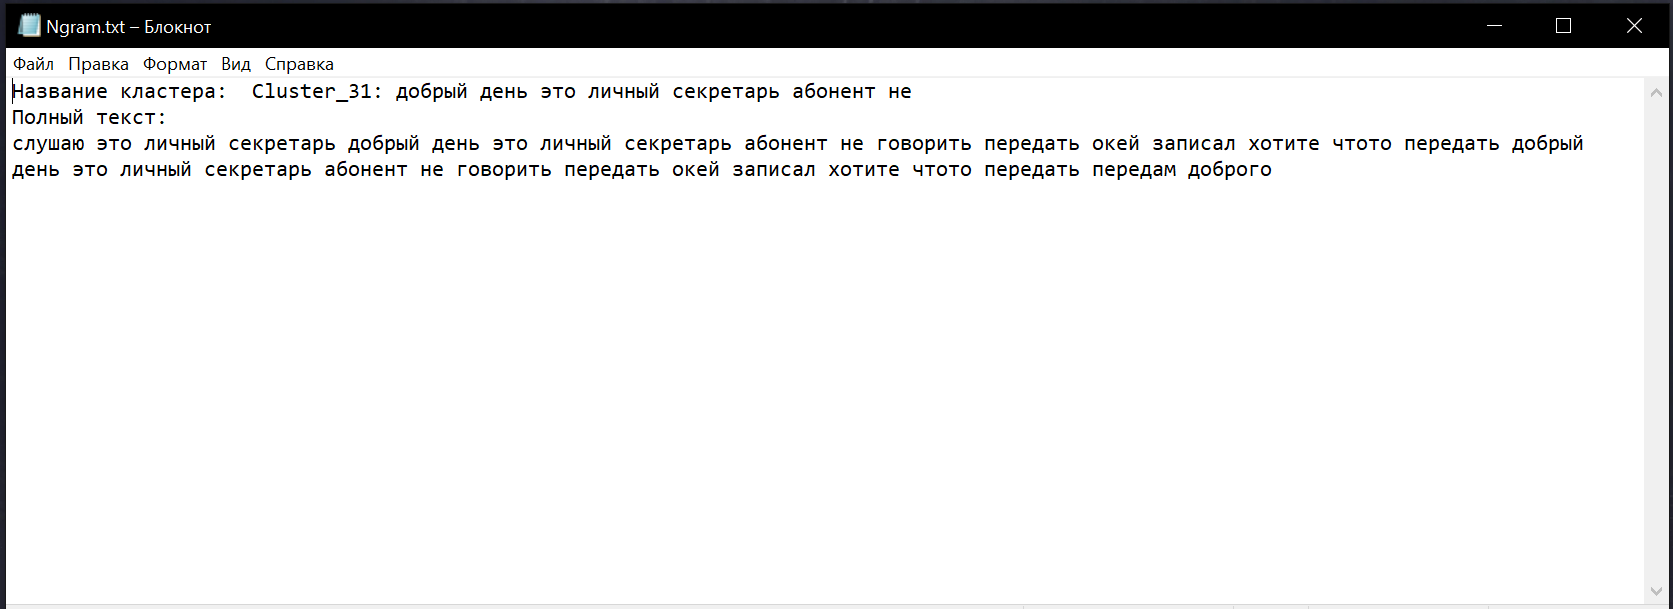 Ngram.txt – Блокнот
Файл Правка Формат Вид Справка
Название кластера:  Cluster_31: добрый день это личный секретарь абонент не
Полный текст:
слушаю это личный секретарь добрый день это личный секретарь абонент не говорить передать окей записал хотите чтото передать добрый
день это личный секретарь абонент не говорить передать окей записал хотите чтото передать передам доброго